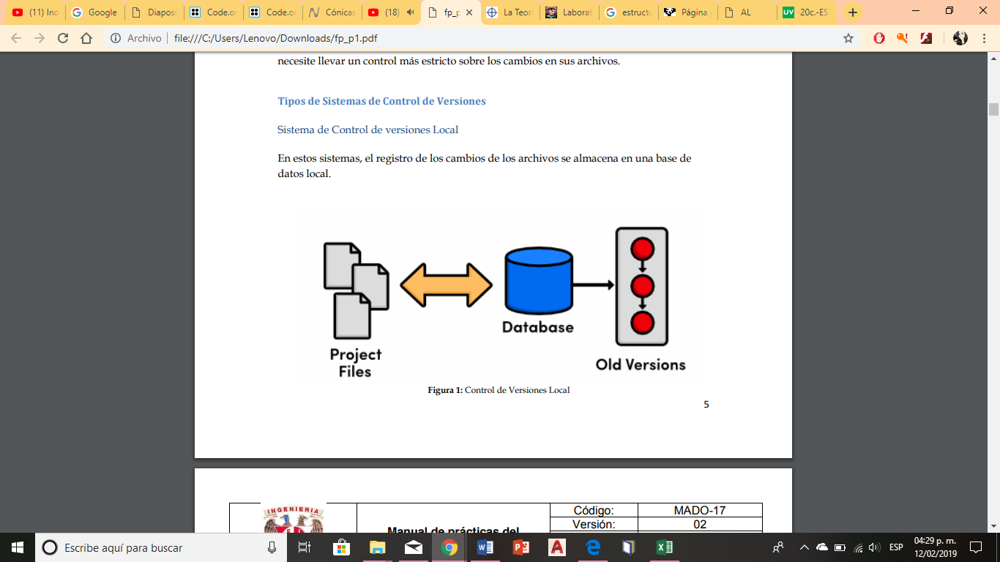 (11) Ino
Google
Diaposi
Code.or
Code.or
Cónicas
(18)
fp_p
La Teorí
Laborat
estructu
Página
AL
20c.-ES
Archivo
file:///C:/Users/Lenovo/Downloads/fp_p1.pdf
necesite llevar un control más estricto sobre los cambios en sus archivos.
Tipos de Sistemas de Control de Versiones
Sistema de Control de versiones Local
En estos sistemas, el registro de los cambios de los archivos se almacena en una base de
datos local.
Project
Files
Database
Old Versions
Figura 1: Control de Versiones Local
5
INGENIERIA
Manual de prácticas del
Código:
MADO-17
Versión:
02
Escribe aquí para buscar
ESP
04:29 p. m.
12/02/2019